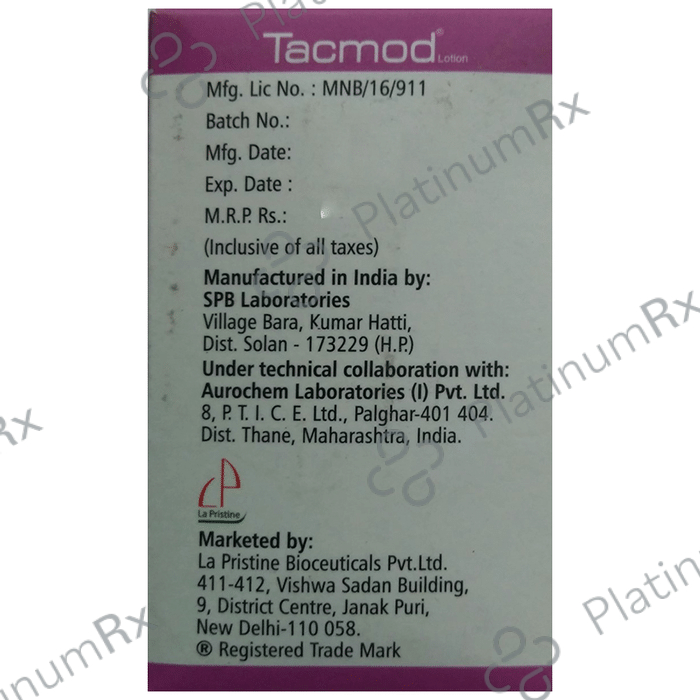 Tacmod® Lotion
Mfg. Lic No. : MNB/16/911
Batch No.:
Mfg. Date:
Exp. Date :
M.R.P. Rs.:
(Inclusive of all taxes)
Manufactured in India by:
SPB Laboratories
Village Bara, Kumar Hatti,
Dist. Solan - 173229 (H.P.)
Under technical collaboration with:
Aurochem Laboratories (I) Pvt. Ltd.
8, P. T. I. C. E. Ltd., Palghar-401 404.
Dist. Thane, Maharashtra, India.
LP
La Pristine
Marketed by:
La Pristine Bioceuticals Pvt.Ltd.
411-412, Vishwa Sadan Building,
9, District Centre, Janak Puri,
New Delhi-110 058.
® Registered Trade Mark
PlatinumRx
PlatinumRx
PlatinumRx
PlatinumRx
PlatinumRx
Rx